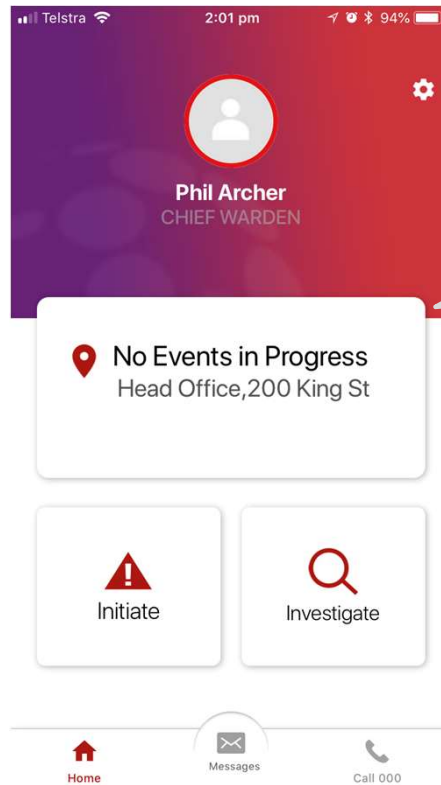 Telstra 2:01 pm 94%
Phil Archer
CHIEF WARDEN
No Events in Progress
Head Office,200 King St
Initiate Investigate
Home Messages Call 000